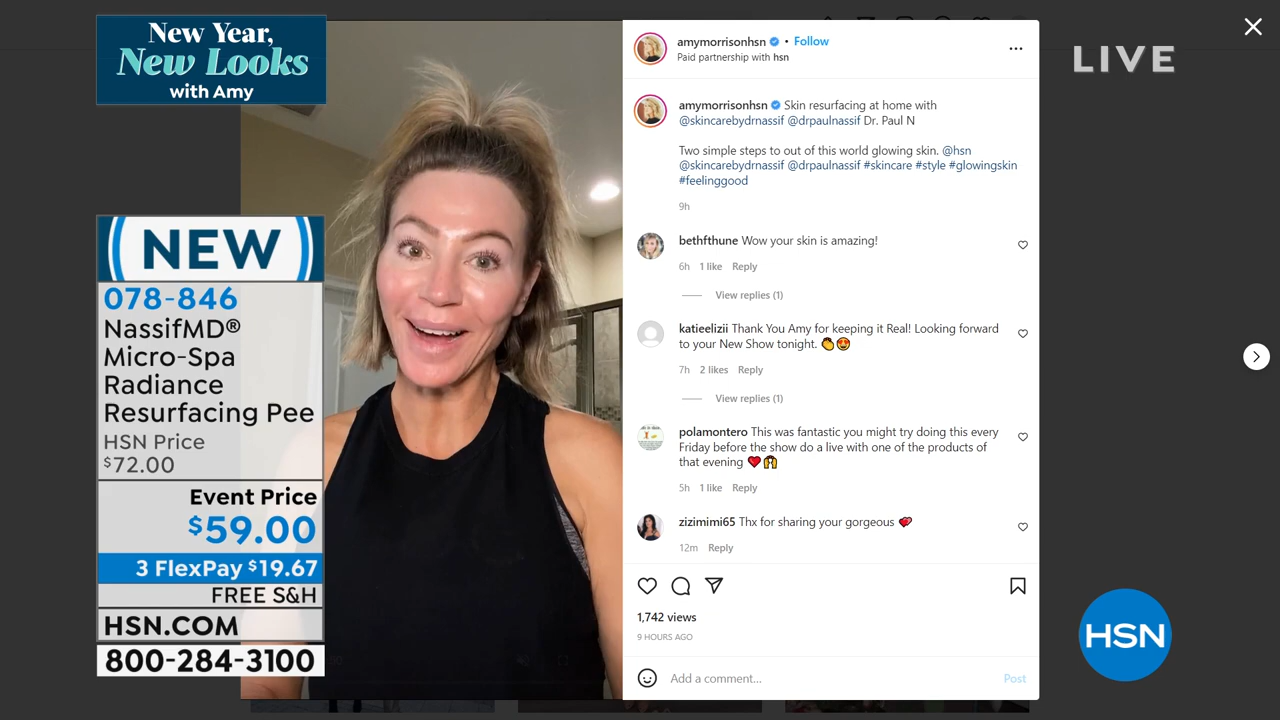 New Year,
New Looks
with Amy
LIVE
NEW
078-846
NassifMD®
Micro-Spa
Radiance
Resurfacing Pee
HSN Price
$72.00
Event Price
$59.00
3 FlexPay $19.67
FREE S&H
HSN.COM
800-284-3100
amymorrisonhsn • Follow
Paid partnership with hsn
amymorrisonhsn Skin resurfacing at home with
@skincarebydrnassif @drpaulnassif Dr. Paul N
Two simple steps to out of this world glowing skin. @hsn
@skincarebydrnassif @drpaulnassif #skincare #style #glowingskin
#feelinggood
9h
bethfthune Wow your skin is amazing!
6h 1 like Reply
View replies (1)
katieelizii Thank You Amy for keeping it Real! Looking forward
to your New Show tonight. 👏😍
7h 2 likes Reply
View replies (1)
polamontero This was fantastic you might try doing this every
Friday before the show do a live with one of the products of
that evening ❤️🙌
5h 1 like Reply
zizimimi65 Thx for sharing your gorgeous 💕
12m Reply
1,742 views
9 HOURS AGO
Add a comment...
Post
HSN